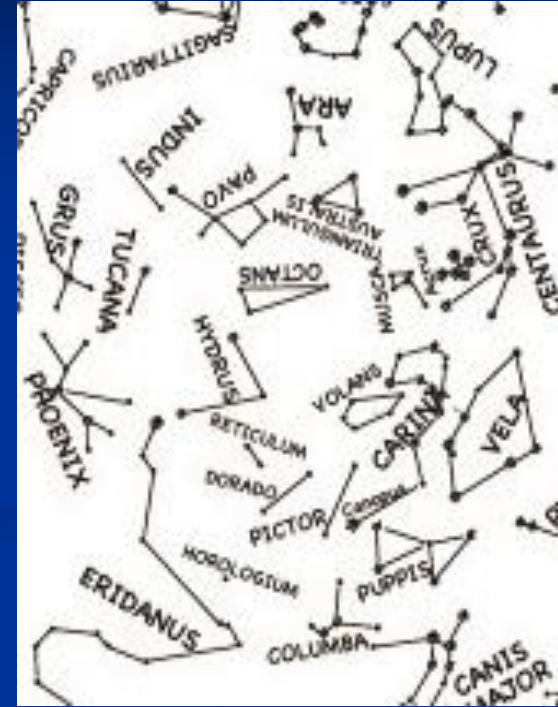 SAGITTARIUS
LUPUS
CAPRICOR
ARA
INDUS
PAVO
CENTAURUS
GRUS
TRIANGULUM
AUSTRALIS
CRUX
TUCANA
OCTANS
MUSCA
HYDRUS
VOLANS
PHOENIX
CARINA
VELA
RETICULUM
DORADO
Canopus
PICTOR
HOROLOGIUM
PUPPIS
ERIDANUS
COLUMBA
CANIS
MAJOR